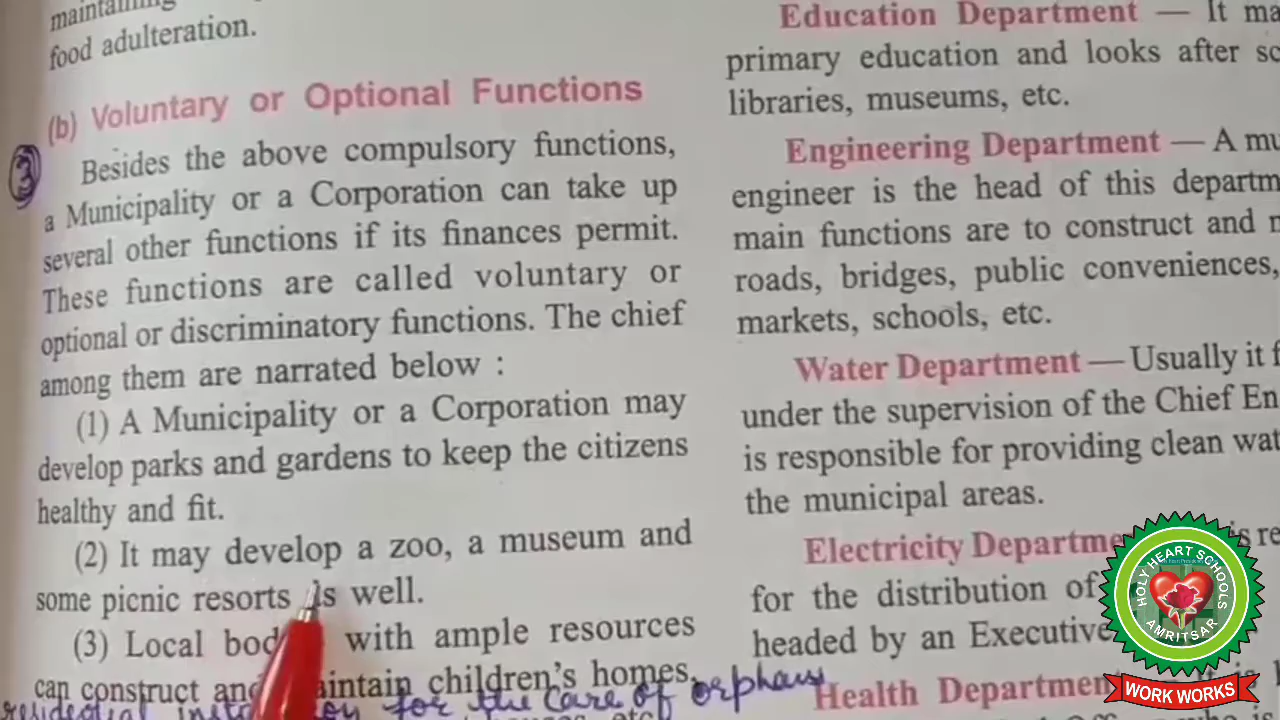 maintaining
food adulteration.
(b) Voluntary or Optional Functions
3
Besides the above compulsory functions,
a Municipality or a Corporation can take up
several other functions if its finances permit.
These functions are called voluntary or
optional or discriminatory functions. The chief
among them are narrated below :
(1) A Municipality or a Corporation may
develop parks and gardens to keep the citizens
healthy and fit.
(2) It may develop a zoo, a museum and
some picnic resorts as well.
(3) Local bod with ample resources
can construct and maintain children's homes,
for the care of orphans
etc
Education Department — It ma
primary education and looks after sc
libraries, museums, etc.
Engineering Department — A mu
engineer is the head of this departm
main functions are to construct and
roads, bridges, public conveniences,
markets, schools, etc.
Water Department — Usually it f
under the supervision of the Chief En
is responsible for providing clean wat
the municipal areas.
Electricity Departme is re
for the distribution of
headed by an Executive
Health Department
HOLY HEART SCHOOLS
AMRITSAR
WORK WORKS